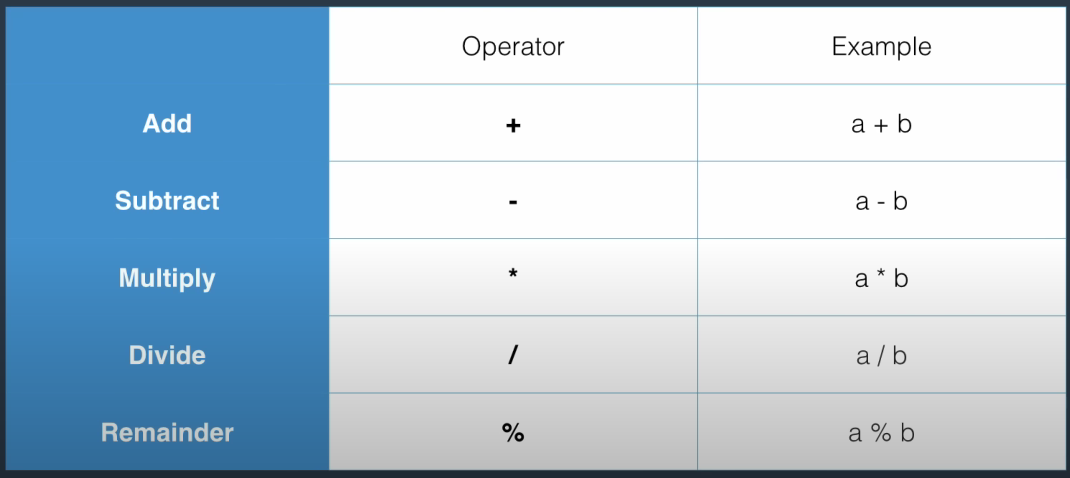 Operator Example
Add + a + b
Subtract - a - b
Multiply * a * b
Divide / a / b
Remainder % a % b